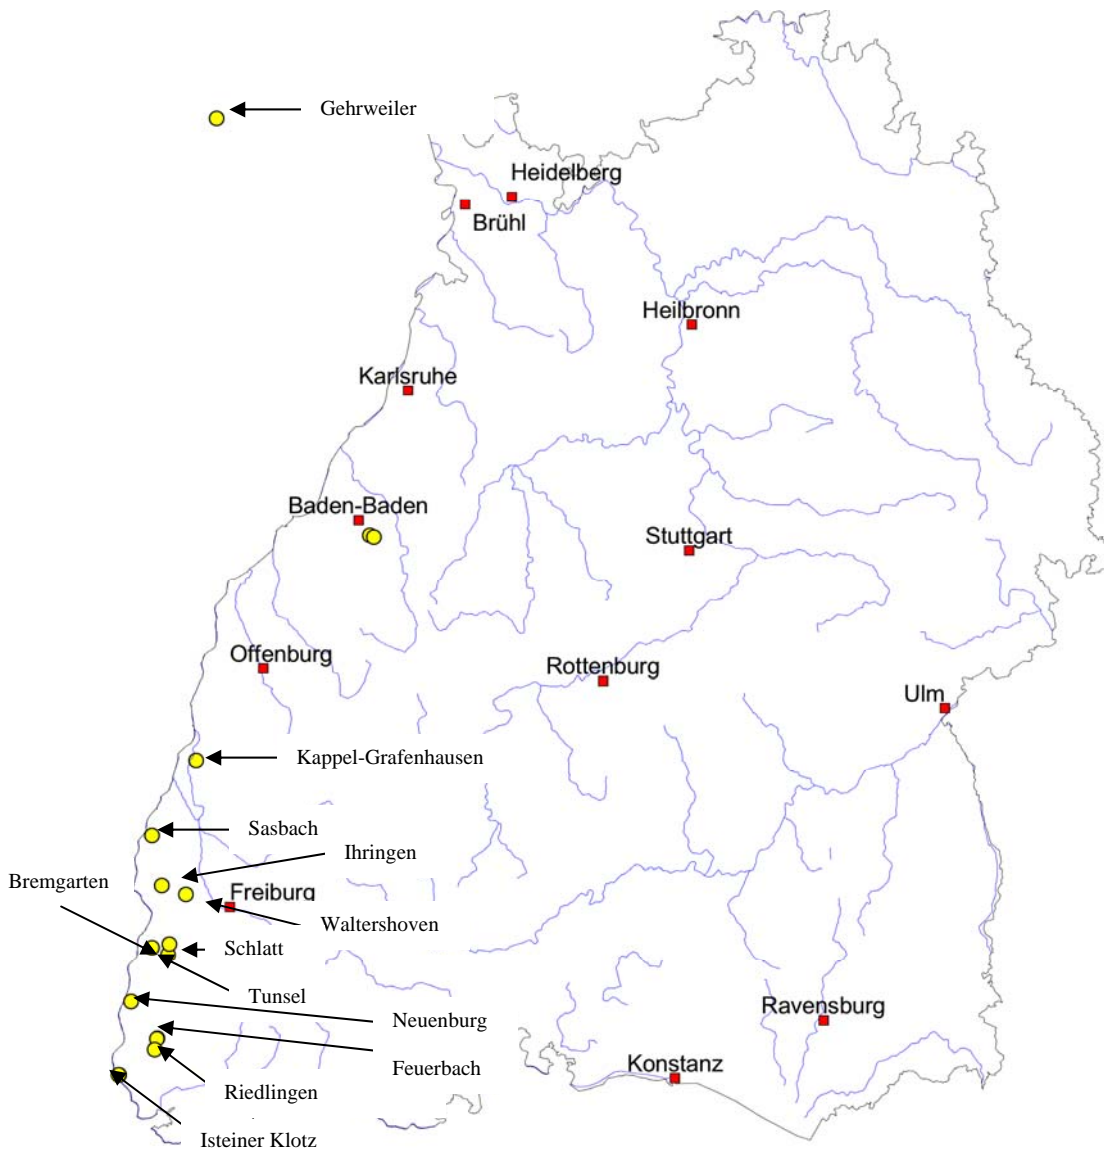 Gehrweiler
Heidelberg
Brühl
Heilbronn
Karlsruhe
Baden-Baden
Stuttgart
Offenburg
Rottenburg
Ulm
Kappel-Grafenhausen
Sasbach
Ihringen
Bremgarten
Freiburg
Waltershoven
Schlatt
Tunsel
Ravensburg
Neuenburg
Feuerbach
Konstanz
Riedlingen
Isteiner Klotz